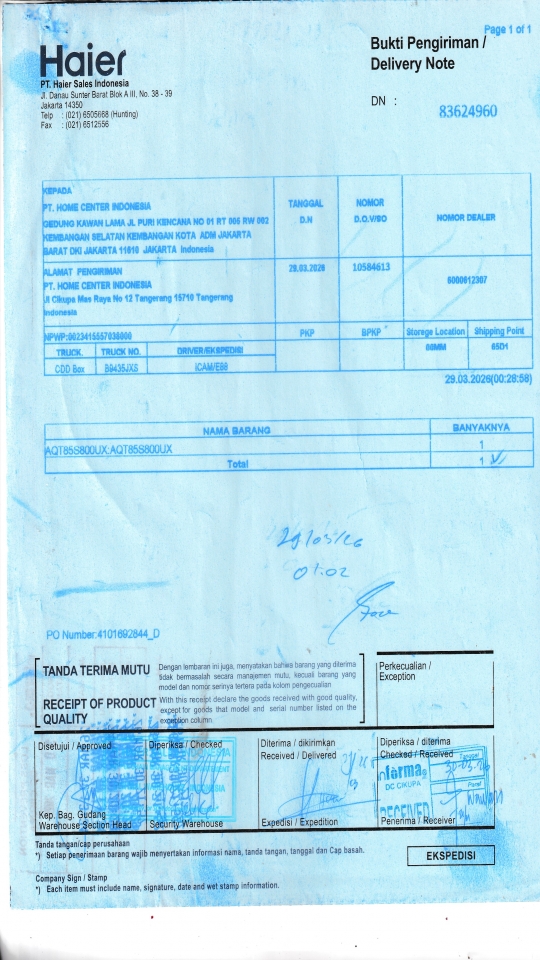 Page 1 of 1
Haier
Bukti Pengiriman /
Delivery Note
PT. Haier Sales Indonesia
Jl. Danau Sunter Barat Blok A III, No. 38 - 39
Jakarta 14350
Telp : (021) 6505668 (Hunting)
Fax : (021) 6512556
DN :
83624960
KEPADA
PT. HOME CENTER INDONESIA
GEDUNG KAWAN LAMA JL PURI KENCANA NO 01 RT 005 RW 002
KEMBANGAN SELATAN KEMBANGAN KOTA ADM JAKARTA
BARAT DKI JAKARTA 11610 JAKARTA Indonesia
TANGGAL
D.N
NOMOR
D.O.V/SO
NOMOR DEALER
ALAMAT PENGIRIMAN
PT. HOME CENTER INDONESIA
Jl Cikupa Mas Raya No 12 Tangerang 15710 Tangerang
Indonesia
29.03.2026
10584613
NPWP:
PKP
BPKP
Storege Location
Shipping Point
TRUCK
TRUCK NO.
DRIVER/EKSPEDISI
CDD Box
B9435JXS
29.03.2026(00:26:58)
NAMA BARANG
BANYAKNYA
AQT85S800UX:AQT85S800UX
1
Total
1
29/03/26
01:02
PO Number:4101692844_D
TANDA TERIMA MUTU
Dengan lembaran ini juga, menyatakan bahwa barang yang diterima
tidak bermasalah secara manajemen mutu, kecuali barang yang
model dan nomor serinya tertera pada kolom pengecualian
RECEIPT OF PRODUCT
QUALITY
With this receipt declare the goods received with good quality,
except for goods that model and serial number listed on the
exception column
Perkecualian /
Exception
Disetujui / Approved
Diperiksa / Checked
Diterima / dikirimkan
Received / Delivered
Diperiksa / diterima
Checked / Received
informa
DC CIKUPA
RECEIVED
30-03-26
Kep. Bag. Gudang
Warehouse Section Head
Security Warehouse
Expedisi / Expedition
Penerima / Receiver
Tanda tangan/cap perusahaan
*) Setiap penerimaan barang wajib menyertakan informasi nama, tanda tangan, tanggal dan Cap basah.
EKSPEDISI
Company Sign / Stamp
*) Each item must include name, signature, date and wet stamp information.